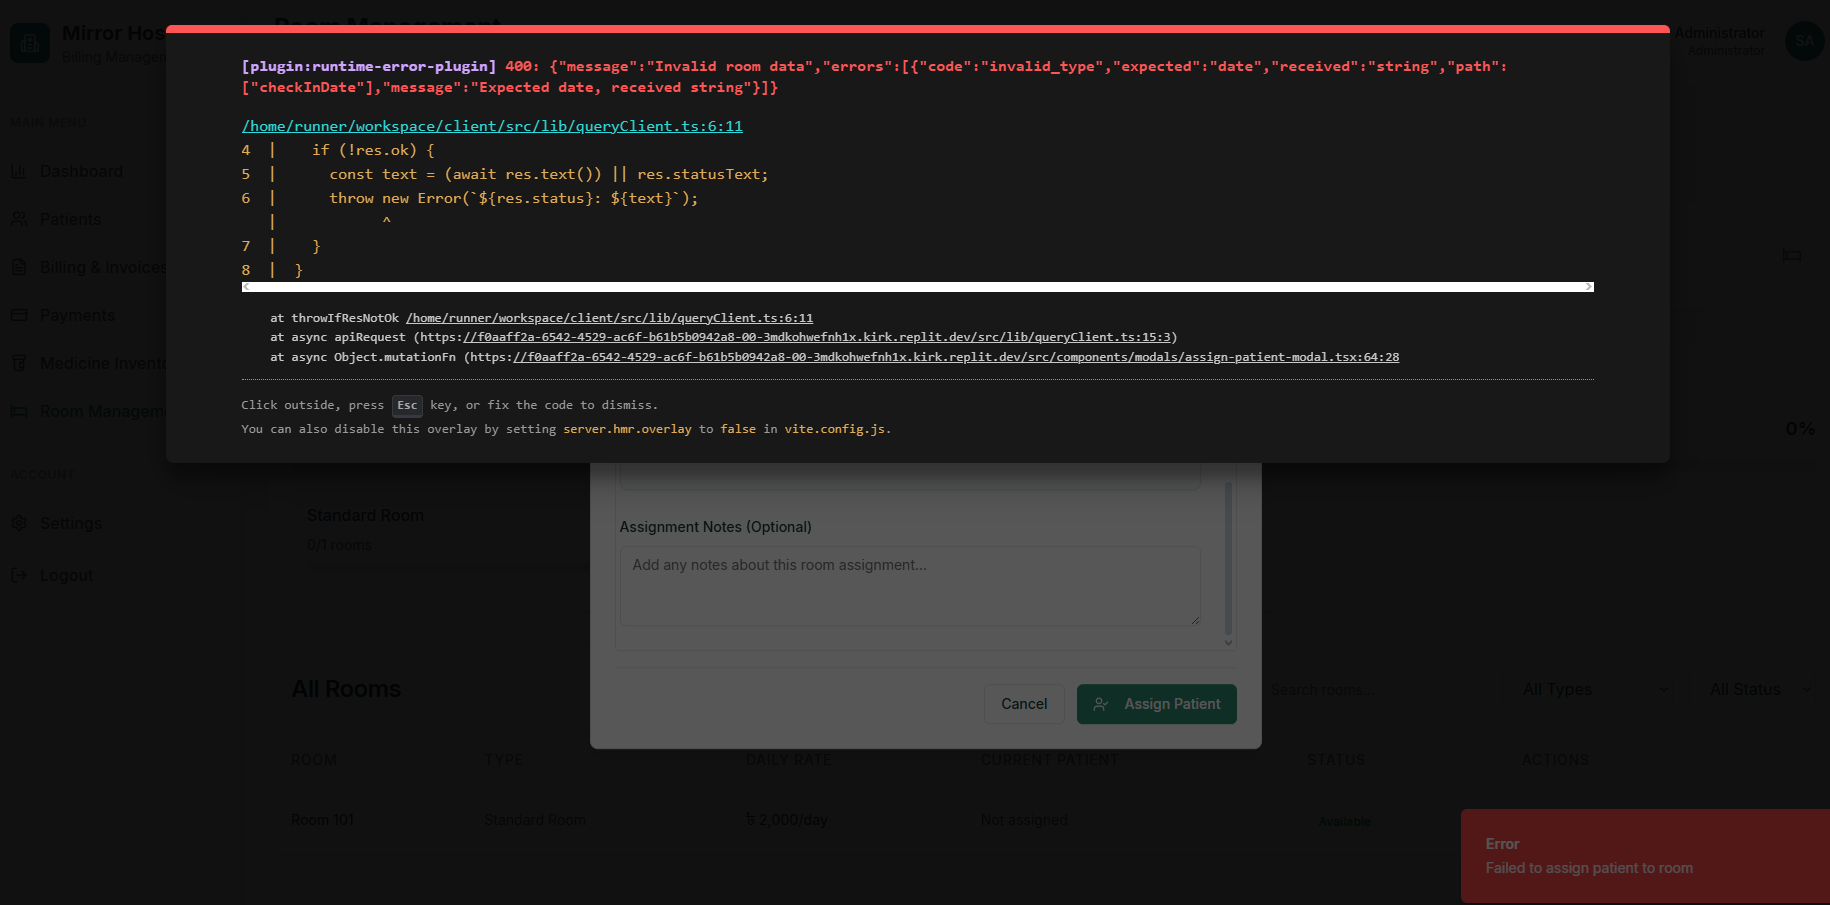 Room Management
Mirror Hos
Billing Managem
Administrator
Administrator
SA
[plugin:runtime-error-plugin] 400: {"message":"Invalid room data","errors":[{"code":"invalid_type","expected":"date","received":"string","path":
["checkInDate"],"message":"Expected date, received string"}]}
/home/runner/workspace/client/src/lib/queryClient.ts:6:11
4 | if (!res.ok) {
5 | const text = (await res.text()) || res.statusText;
6 | throw new Error(`${res.status}: ${text}`);
| ^
7 | }
8 | }
at throwIfResNotOk /home/runner/workspace/client/src/lib/queryClient.ts:6:11
at async apiRequest (https://f0aaff2a-6542-4529-ac6f-b61b5b0942a8-00-3mdkohwefnh1x.kirk.replit.dev/src/lib/queryClient.ts:15:3)
at async Object.mutationFn (https://f0aaff2a-6542-4529-ac6f-b61b5b0942a8-00-3mdkohwefnh1x.kirk.replit.dev/src/components/modals/assign-patient-modal.tsx:64:28
Click outside, press Esc key, or fix the code to dismiss.
You can also disable this overlay by setting server.hmr.overlay to false in vite.config.js.
MAIN MENU
Dashboard
Patients
Billing & Invoices
Payments
Medicine Invento
Room Managem
ACCOUNT
Settings
Logout
0%
Standard Room
0/1 rooms
Assignment Notes (Optional)
Add any notes about this room assignment...
Cancel
Assign Patient
All Rooms
Search rooms...
All Types
All Status
ROOM TYPE DAILY RATE CURRENT PATIENT STATUS ACTIONS
Room 101 Standard Room ৳ 2,000/day Not assigned Available
Error
Failed to assign patient to room